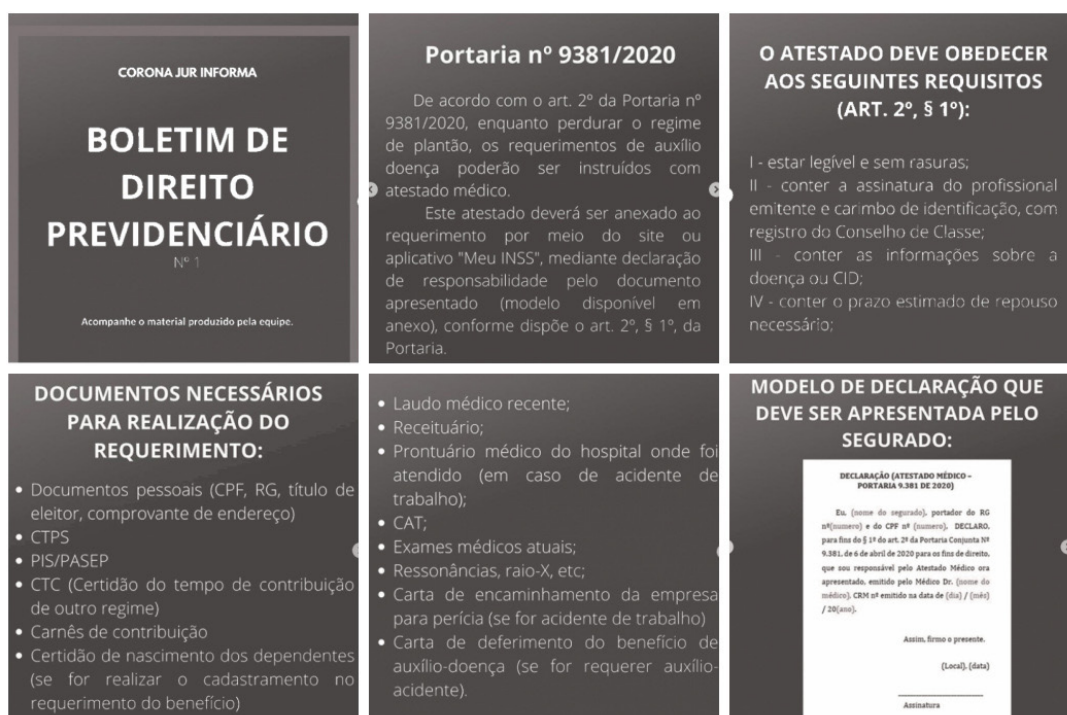 CORONA JUR INFORMA
BOLETIM DE
DIREITO
PREVIDENCIÁRIO
Nº 1
Acompanhe o material produzido pela equipe.
Portaria nº 9381/2020
De acordo com o art. 2º da Portaria nº
9381/2020, enquanto perdurar o regime
de plantão, os requerimentos de auxílio
doença poderão ser instruídos com
atestado médico.
Este atestado deverá ser anexado ao
requerimento por meio do site ou
aplicativo "Meu INSS", mediante declaração
de responsabilidade pelo documento
apresentado (modelo disponível em
anexo), conforme dispõe o art. 2º, § 1º, da
Portaria.
O ATESTADO DEVE OBEDECER
AOS SEGUINTES REQUISITOS
(ART. 2º, § 1º):
I - estar legível e sem rasuras;
II - conter a assinatura do profissional
emitente e carimbo de identificação, com
registro do Conselho de Classe;
III - conter as informações sobre a
doença ou CID;
IV - conter o prazo estimado de repouso
necessário;
DOCUMENTOS NECESSÁRIOS
PARA REALIZAÇÃO DO
REQUERIMENTO:
• Documentos pessoais (CPF, RG, título de
eleitor, comprovante de endereço)
• CTPS
• PIS/PASEP
• CTC (Certidão do tempo de contribuição
de outro regime)
• Carnês de contribuição
• Certidão de nascimento dos dependentes
(se for realizar o cadastramento no
requerimento do benefício)
• Laudo médico recente;
• Receituário;
• Prontuário médico do hospital onde foi
atendido (em caso de acidente de
trabalho);
• CAT;
• Exames médicos atuais;
• Ressonâncias, raio-X, etc;
• Carta de encaminhamento da empresa
para perícia (se for acidente de trabalho)
• Carta de deferimento do benefício de
auxílio-doença (se for requerer auxílio-
acidente).
MODELO DE DECLARAÇÃO QUE
DEVE SER APRESENTADA PELO
SEGURADO:
DECLARAÇÃO (ATESTADO MÉDICO –
PORTARIA 9.381 DE 2020)
Eu, (nome do segurado), portador do RG
nº(numero) e do CPF nº (numero), DECLARO,
para fins do § 1º do art. 2º da Portaria Conjunta Nº
9.381, de 6 de abril de 2020 para os fins de direito,
que sou responsável pelo Atestado Médico ora
apresentado, emitido pelo Médico Dr. (nome do
médico). CRM nº emitido na data de (dia) / (mês)
/ 20(ano).
Assim, firmo o presente.
(Local), (data)
Assinatura